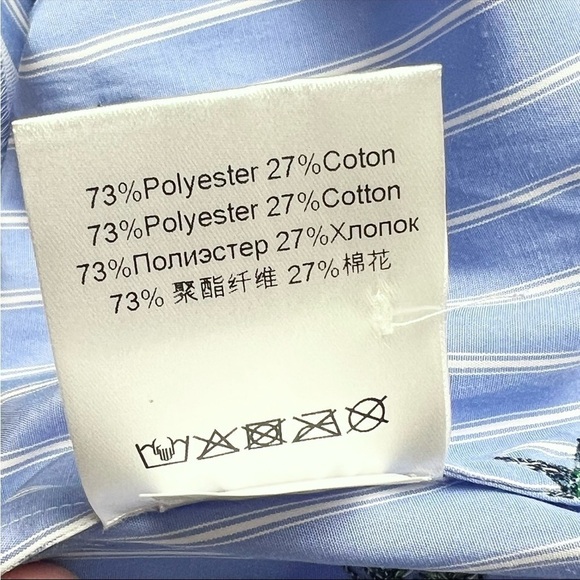 73%Polyester 27%Coton
73%Polyester 27%Cotton
73%Полиэстер 27%Хлопок
73% 聚酯纤维 27%棉花